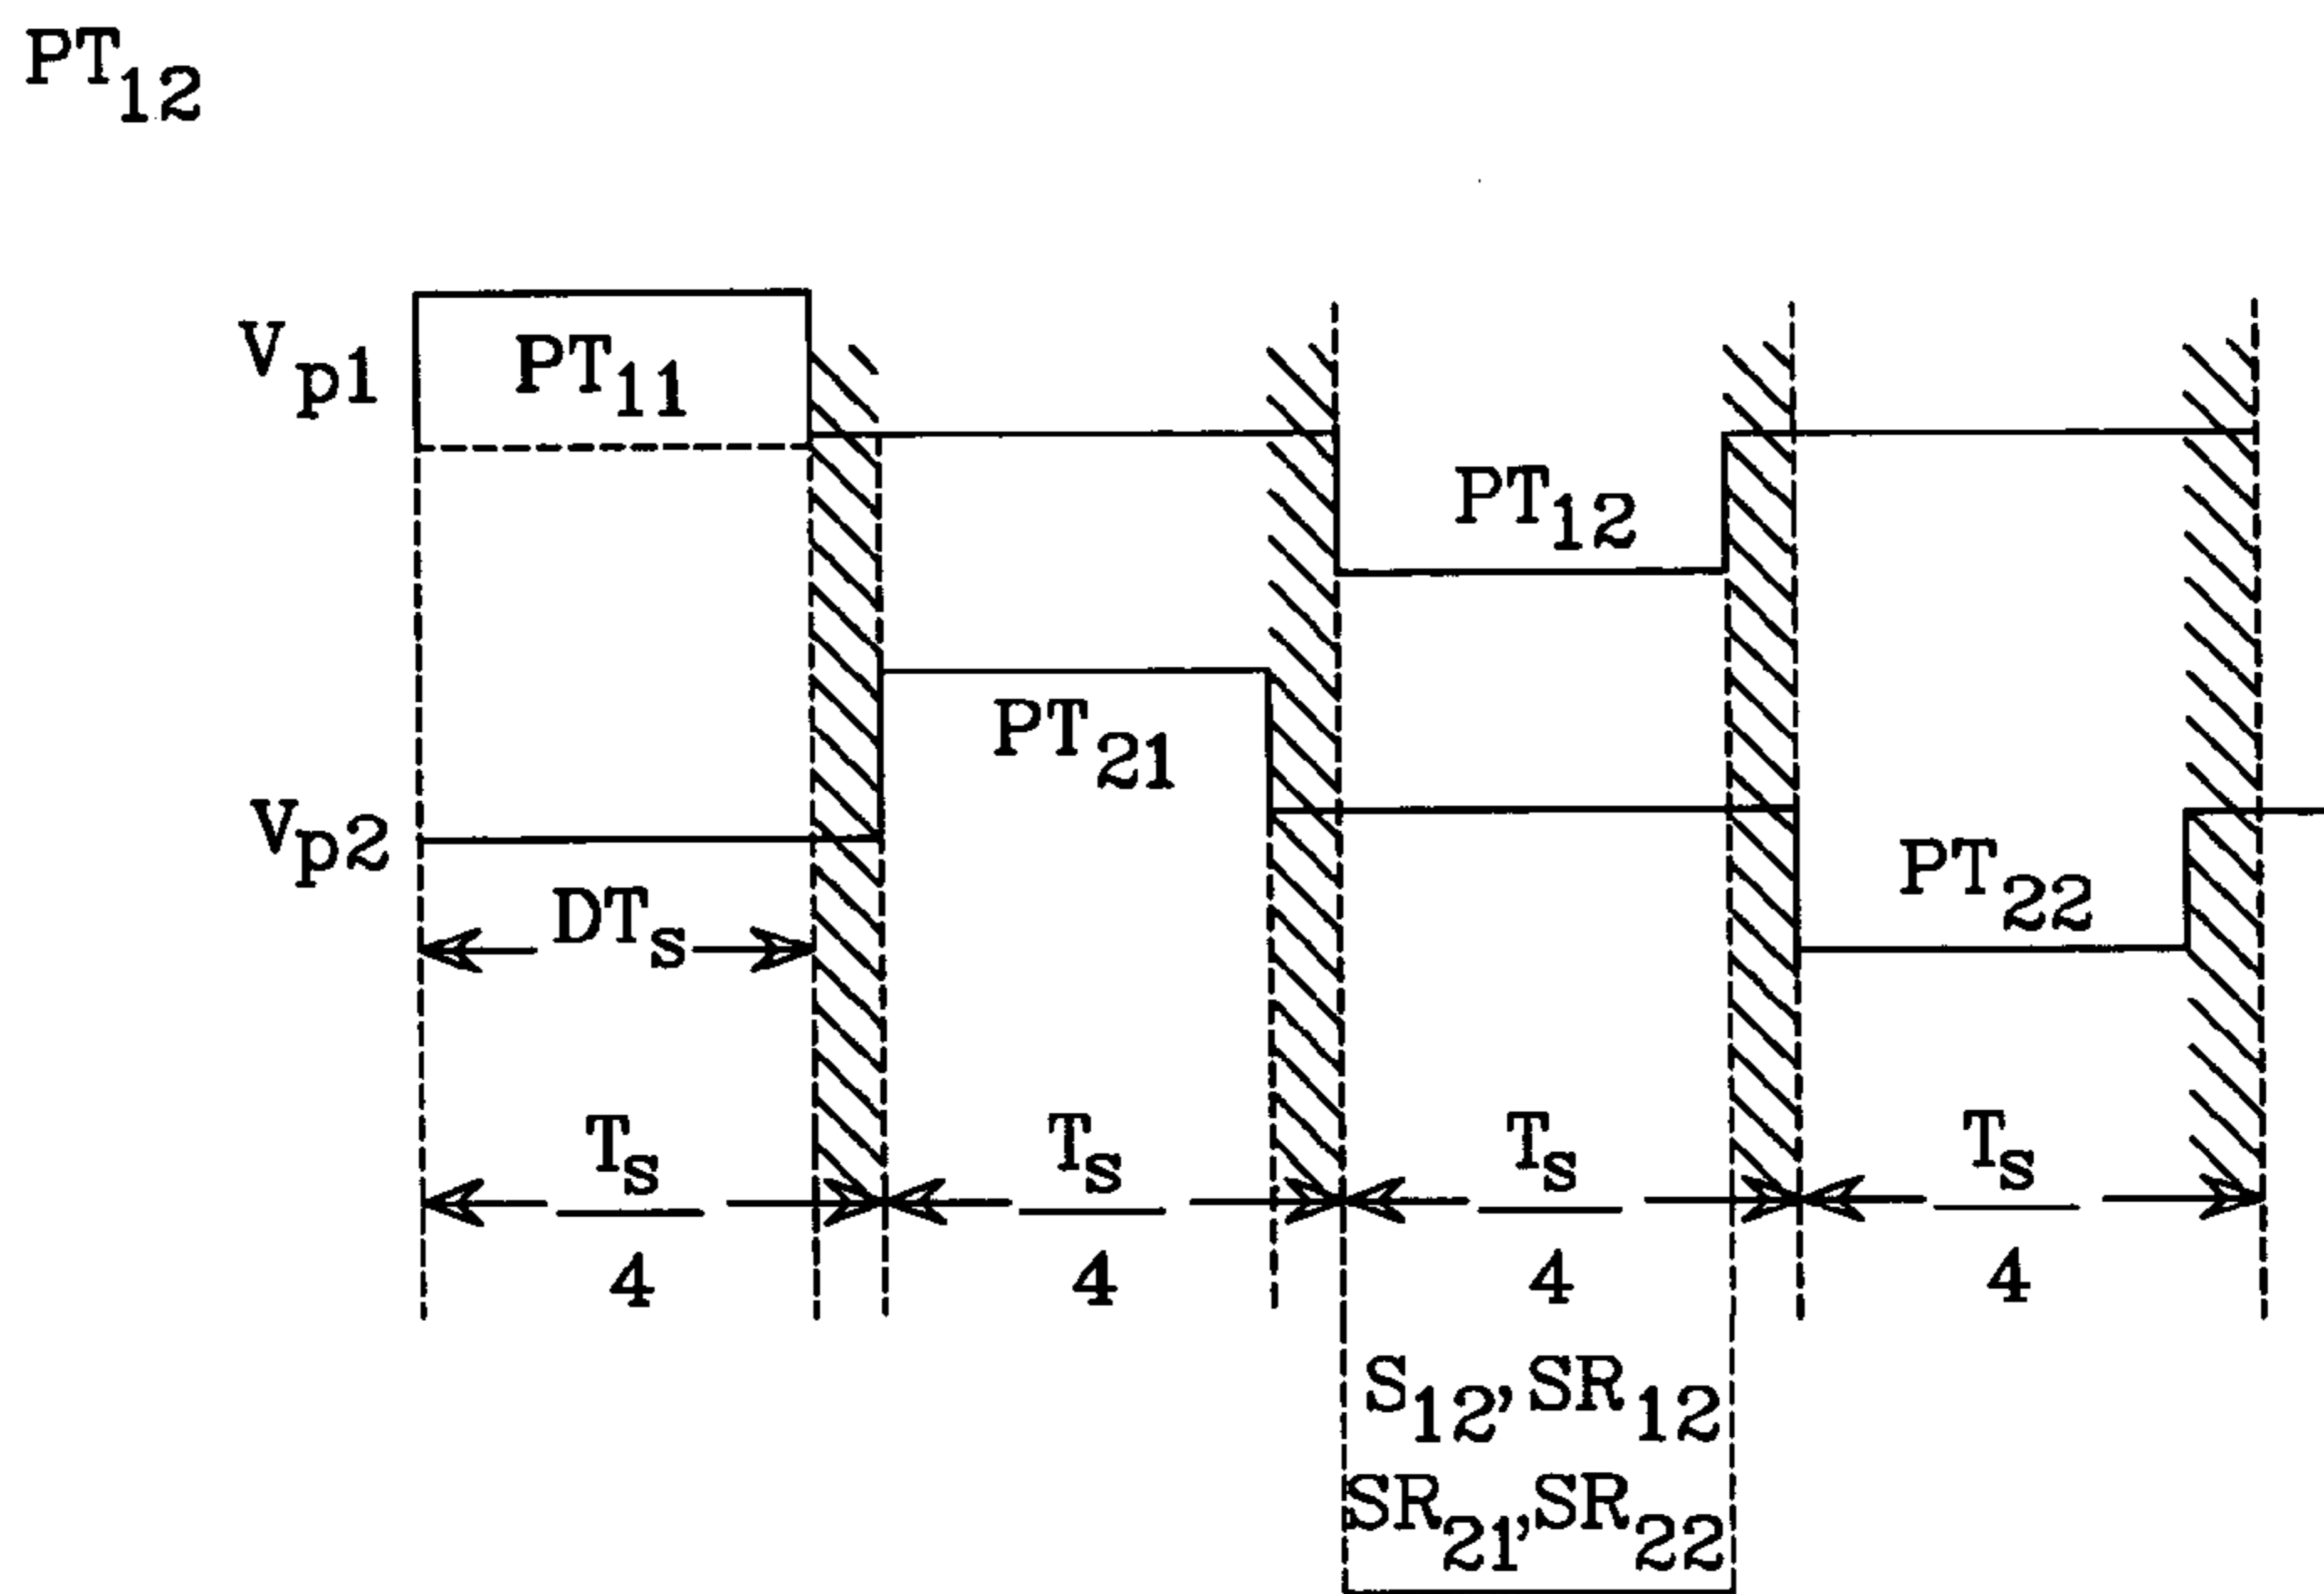 PT12
Vp1
PT11
PT12
PT21
Vp2
PT22
DTs
Ts Ts Ts Ts
4 4 4 4
S12,SR12
SR21,SR22